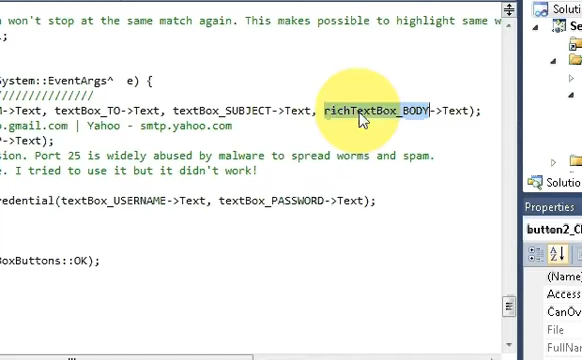 n won't stop at the same match again. This makes possible to highlight same w
;
System::EventArgs^  e) {
//////////////
->Text, textBox_TO->Text, textBox_SUBJECT->Text, richTextBox_BODY->Text);
o.gmail.com | Yahoo - smtp.yahoo.com
P->Text);
sion. Port 25 is widely abused by malware to spread worms and spam.
e. I tried to use it but it didn't work!
redential(textBox_USERNAME->Text, textBox_PASSWORD->Text);
BoxButtons::OK);
Solutio
Se
Solutio
Properties
button2_Cl
(Name)
Access
CanOv
File
FullNam